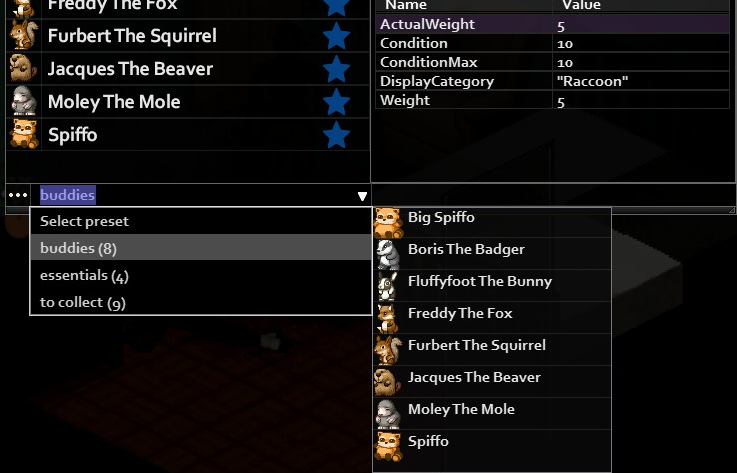 Freddy The Fox
Furbert The Squirrel
Jacques The Beaver
Moley The Mole
Spiffo
Name Value
ActualWeight 5
Condition 10
ConditionMax 10
DisplayCategory "Raccoon"
Weight 5
buddies
Select preset
buddies (8)
essentials (4)
to collect (9)
Big Spiffo
Boris The Badger
Fluffyfoot The Bunny
Freddy The Fox
Furbert The Squirrel
Jacques The Beaver
Moley The Mole
Spiffo